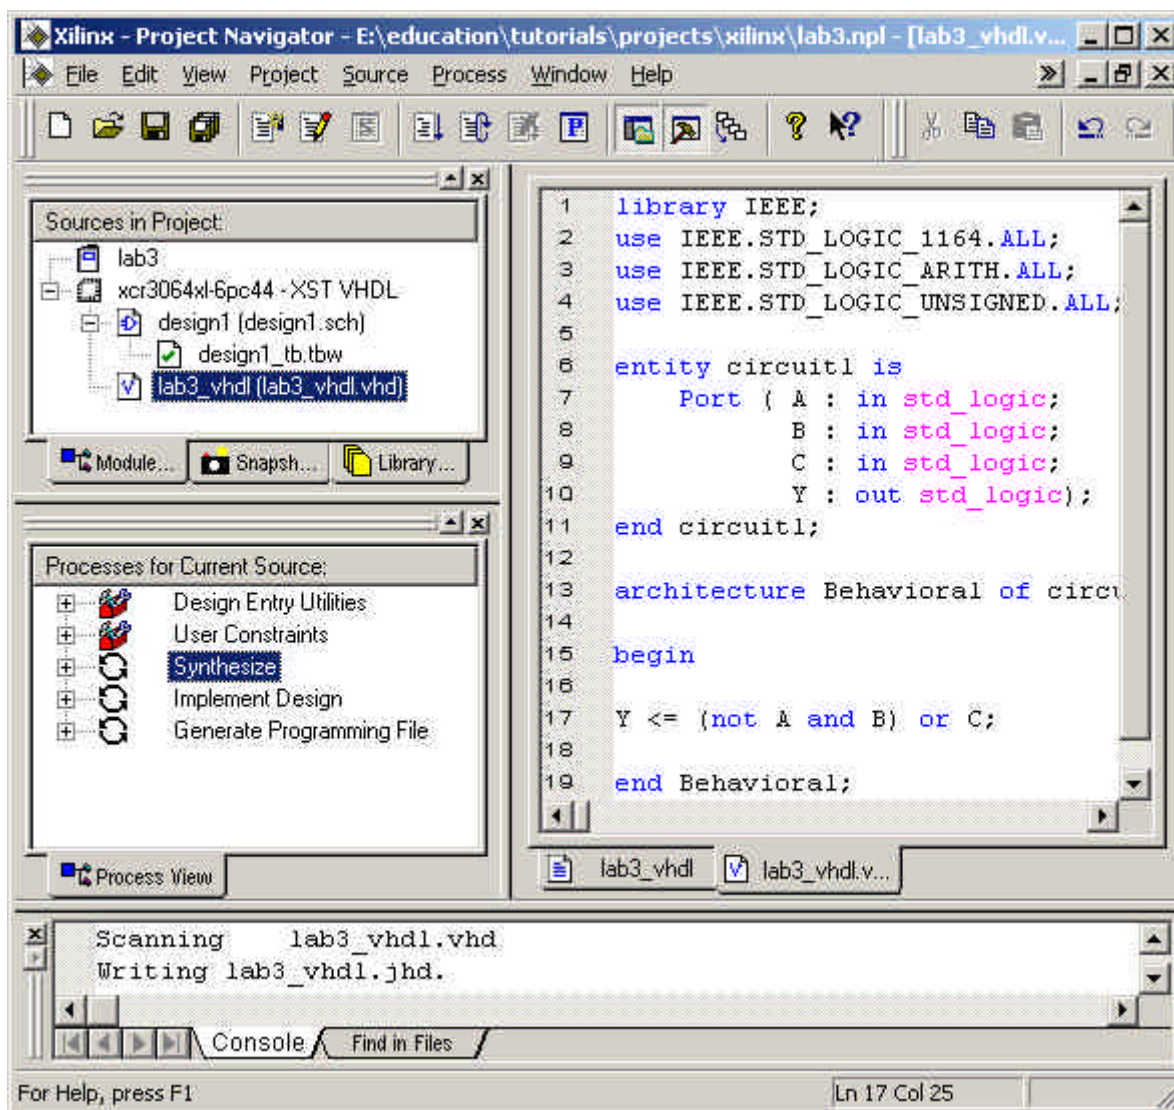 Xilinx - Project Navigator - E:\education\tutorials\projects\xilinx\lab3.npl - [lab3_vhdl.v...
File Edit View Project Source Process Window Help
Sources in Project:
lab3
xcr3064xl-6pc44 - XST VHDL
design1 (design1.sch)
design1_tb.tbw
lab3_vhdl (lab3_vhdl.vhd)
Module... Snapsh... Library...
Processes for Current Source:
Design Entry Utilities
User Constraints
Synthesize
Implement Design
Generate Programming File
Process View
1 library IEEE;
2 use IEEE.STD_LOGIC_1164.ALL;
3 use IEEE.STD_LOGIC_ARITH.ALL;
4 use IEEE.STD_LOGIC_UNSIGNED.ALL;
5
6 entity circuit1 is
7 Port ( A : in std_logic;
8 B : in std_logic;
9 C : in std_logic;
10 Y : out std_logic);
11 end circuit1;
12
13 architecture Behavioral of circu
14
15 begin
16
17 Y <= (not A and B) or C;
18
19 end Behavioral;
lab3_vhdl lab3_vhdl.v...
Scanning lab3_vhdl.vhd
Writing lab3_vhdl.jhd.
Console Find in Files
For Help, press F1 Ln 17 Col 25